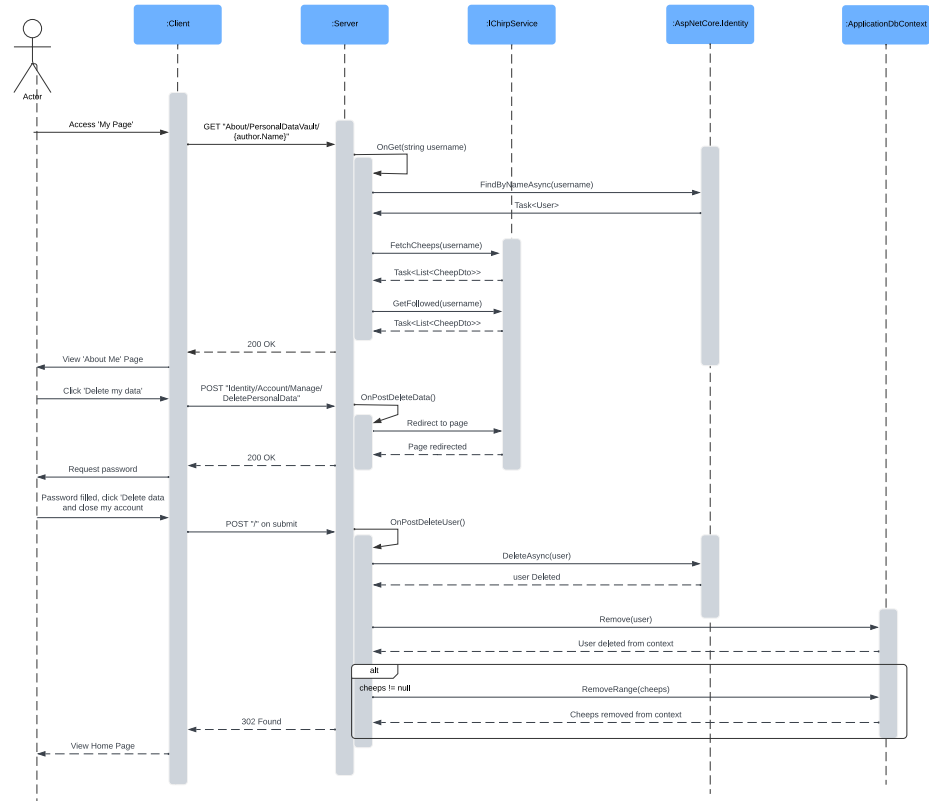 :Client
:Server
:IChirpService
:AspNetCore.Identity
:ApplicationDbContext
Actor
Access 'My Page'
GET "About/PersonalDataVault/
{author.Name}"
OnGet(string username)
FindByNameAsync(username)
Task<User>
FetchCheeps(username)
Task<List<CheepDto>>
GetFollowed(username)
Task<List<CheepDto>>
200 OK
View 'About Me' Page
Click 'Delete my data'
POST "Identity/Account/Manage/
DeletePersonalData"
OnPostDeleteData()
Redirect to page
Page redirected
200 OK
Request password
Password filled, click 'Delete data
and close my account
POST "/" on submit
OnPostDeleteUser()
DeleteAsync(user)
user Deleted
Remove(user)
User deleted from context
alt
cheeps != null
RemoveRange(cheeps)
Cheeps removed from context
302 Found
View Home Page